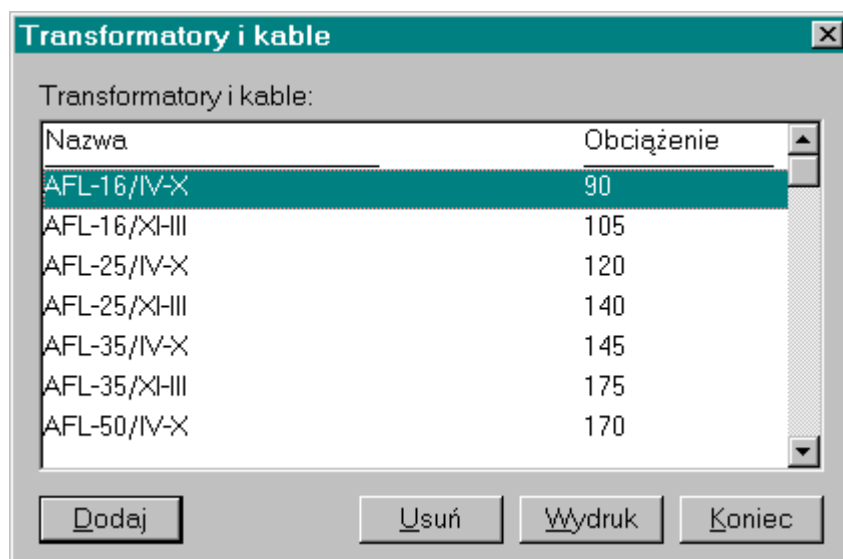 Transformatory i kable
Transformatory i kable:
Nazwa Obciążenie
AFL-16/IV-X 90
AFL-16/XI-III 105
AFL-25/IV-X 120
AFL-25/XI-III 140
AFL-35/IV-X 145
AFL-35/XI-III 175
AFL-50/IV-X 170
Dodaj Usuń Wydruk Koniec